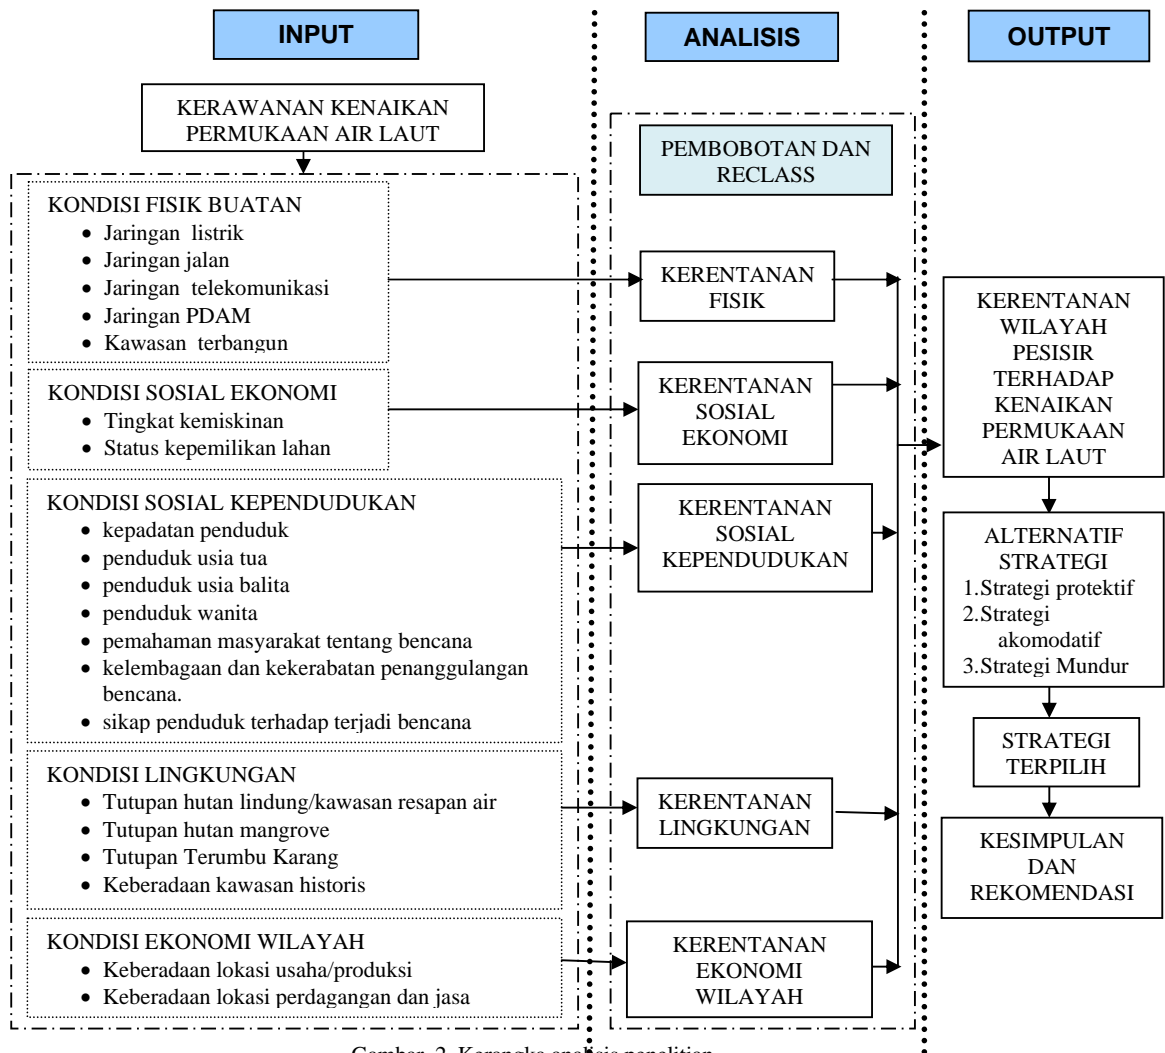 INPUT
ANALISIS
OUTPUT
KERAWANAN KENAIKAN
PERMUKAAN AIR LAUT
KONDISI FISIK BUATAN
• Jaringan listrik
• Jaringan jalan
• Jaringan telekomunikasi
• Jaringan PDAM
• Kawasan terbangun
KONDISI SOSIAL EKONOMI
• Tingkat kemiskinan
• Status kepemilikan lahan
KONDISI SOSIAL KEPENDUDUKAN
• kepadatan penduduk
• penduduk usia tua
• penduduk usia balita
• penduduk wanita
• pemahaman masyarakat tentang bencana
• kelembagaan dan kekerabatan penanggulangan
bencana.
• sikap penduduk terhadap terjadi bencana
KONDISI LINGKUNGAN
• Tutupan hutan lindung/kawasan resapan air
• Tutupan hutan mangrove
• Tutupan Terumbu Karang
• Keberadaan kawasan historis
KONDISI EKONOMI WILAYAH
• Keberadaan lokasi usaha/produksi
• Keberadaan lokasi perdagangan dan jasa
PEMBOBOTAN DAN
RECLASS
KERENTANAN
FISIK
KERENTANAN
SOSIAL
EKONOMI
KERENTANAN
SOSIAL
KEPENDUDUKAN
KERENTANAN
LINGKUNGAN
KERENTANAN
EKONOMI
WILAYAH
KERENTANAN
WILAYAH
PESISIR
TERHADAP
KENAIKAN
PERMUKAAN
AIR LAUT
ALTERNATIF
STRATEGI
1.Strategi protektif
2.Strategi
akomodatif
3.Strategi Mundur
STRATEGI
TERPILIH
KESIMPULAN
DAN
REKOMENDASI
Gambar 2. Kerangka analisis penelitian